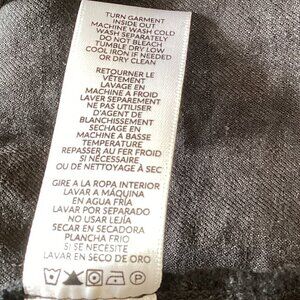 TURN GARMENT
INSIDE OUT
MACHINE WASH COLD
WASH SEPARATELY
DO NOT BLEACH
TUMBLE DRY LOW
COOL IRON IF NEEDED
OR DRY CLEAN
RETOURNER LE
VÊTEMENT
LAVAGE EN
MACHINE A FROID
LAVER SEPAREMENT
NE PAS UTILISER
D'AGENT DE
BLANCHISSEMENT
SECHAGE EN
MACHINE A BASSE
TEMPERATURE
REPASSER AU FER FROID
SI NÉCESSAIRE
OU DE NETTOYAGE À SEC
GIRE A LA ROPA INTERIOR
LAVAR A MÁQUINA
EN AGUA FRÍA
LAVAR POR SEPARADO
NO USAR LEJÍA
SECAR EN SECADORA
PLANCHA FRIO
SI SE NECESITE
LAVAR EN SECO DE ORO
P